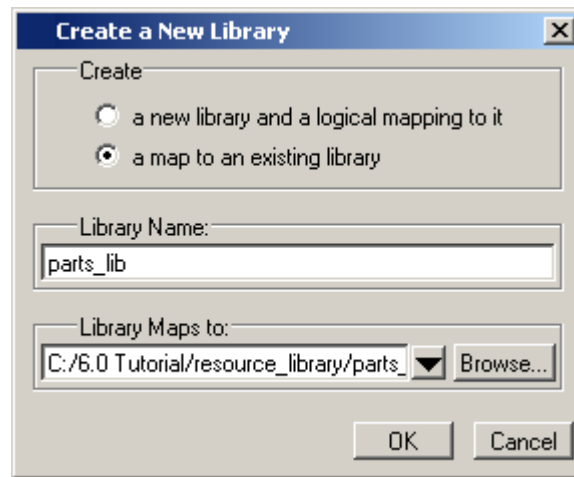 Create a New Library
Create
a new library and a logical mapping to it
a map to an existing library
Library Name:
parts_lib
Library Maps to:
C:/6.0 Tutorial/resource_library/parts_
Browse...
OK
Cancel